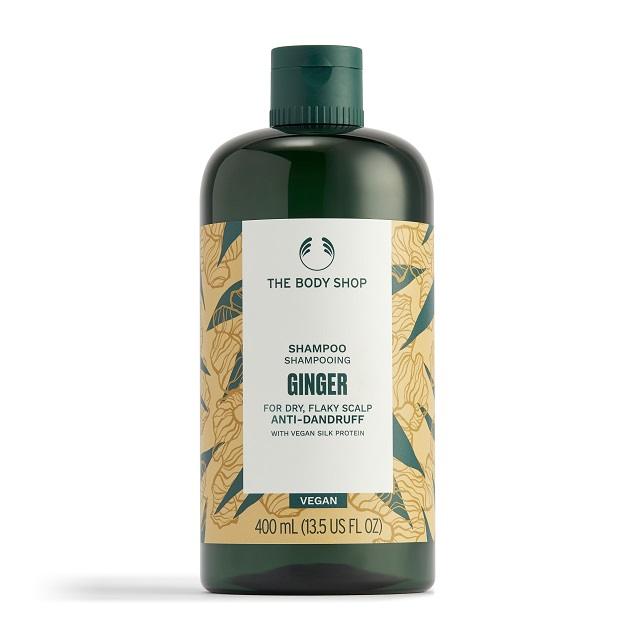 THE BODY SHOP
SHAMPOO
SHAMPOOING
GINGER
FOR DRY, FLAKY SCALP
ANTI-DANDRUFF
WITH VEGAN SILK PROTEIN
VEGAN
400 mL (13.5 US FL OZ)